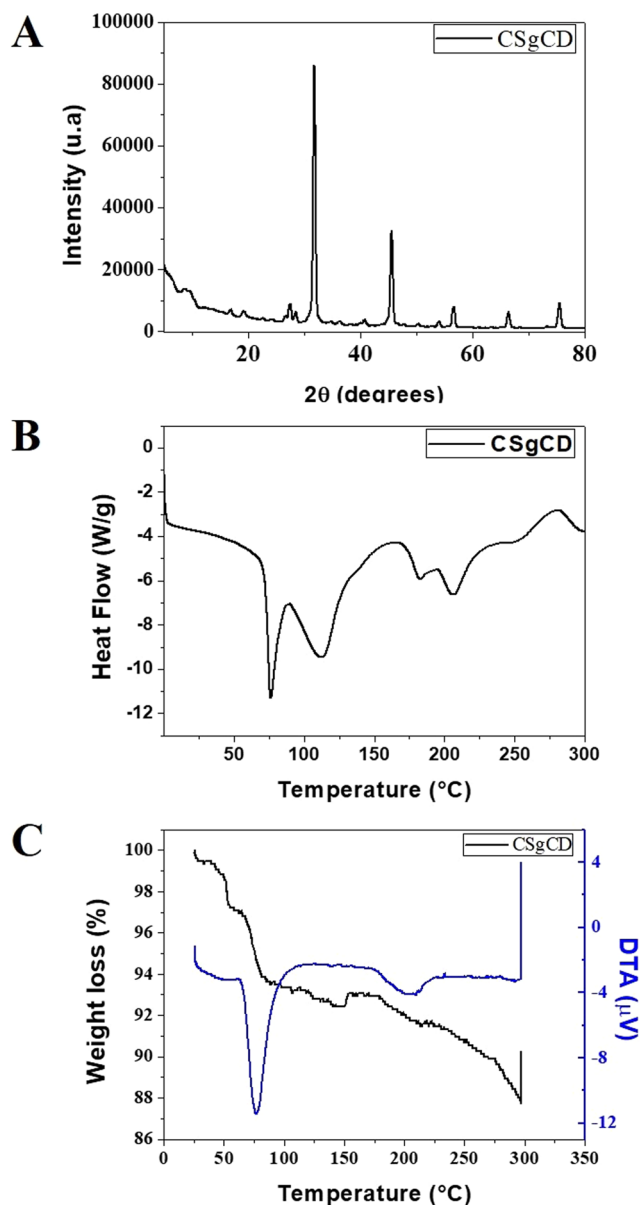 A
CSgCD
Intensity (u.a)
100000
80000
60000
40000
20000
0
20 40 60 80
2θ (degrees)
B
CSgCD
Heat Flow (W/g)
0
-2
-4
-6
-8
-10
-12
50 100 150 200 250 300
Temperature (°C)
C
CSgCD
Weight loss (%)
100
98
96
94
92
90
88
86
4
0
-4
-8
-12
DTA (μV)
0 50 100 150 200 250 300 350
Temperature (°C)